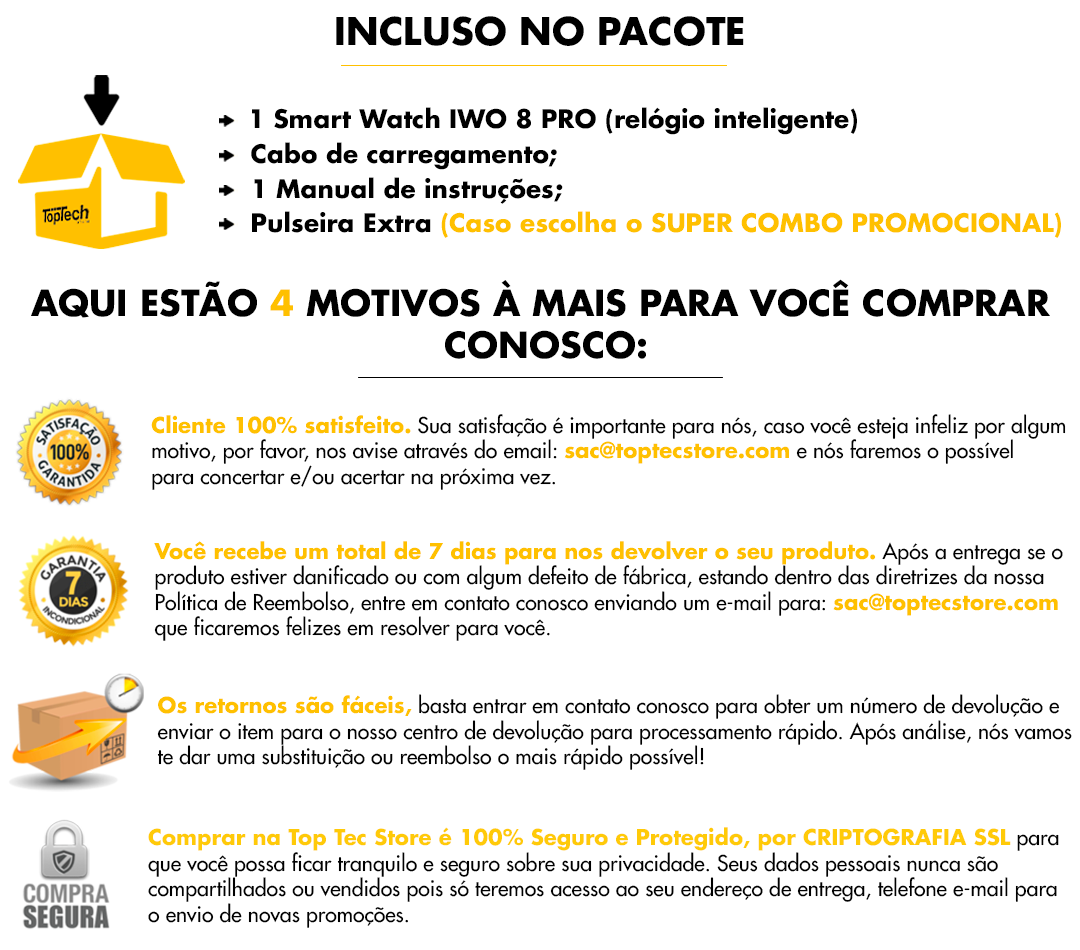 INCLUSO NO PACOTE
1 Smart Watch IWO 8 PRO (relógio inteligente)
Cabo de carregamento;
1 Manual de instruções;
Pulseira Extra (Caso escolha o SUPER COMBO PROMOCIONAL)
TopTech
AQUI ESTÃO 4 MOTIVOS À MAIS PARA VOCÊ COMPRAR
CONOSCO:
SATISFAÇÃO
100%
GARANTIDA
Cliente 100% satisfeito. Sua satisfação é importante para nós, caso você esteja infeliz por algum
motivo, por favor, nos avise através do email: sac@toptecstore.com e nós faremos o possível
para concertar e/ou acertar na próxima vez.
GARANTIA
7
DIAS
INCONDICIONAL
Você recebe um total de 7 dias para nos devolver o seu produto. Após a entrega se o
produto estiver danificado ou com algum defeito de fábrica, estando dentro das diretrizes da nossa
Política de Reembolso, entre em contato conosco enviando um e-mail para: sac@toptecstore.com
que ficaremos felizes em resolver para você.
Os retornos são fáceis, basta entrar em contato conosco para obter um número de devolução e
enviar o item para o nosso centro de devolução para processamento rápido. Após análise, nós vamos
te dar uma substituição ou reembolso o mais rápido possível!
COMPRA
SEGURA
Comprar na Top Tec Store é 100% Seguro e Protegido, por CRIPTOGRAFIA SSL para
que você possa ficar tranquilo e seguro sobre sua privacidade. Seus dados pessoais nunca são
compartilhados ou vendidos pois só teremos acesso ao seu endereço de entrega, telefone e-mail para
o envio de novas promoções.